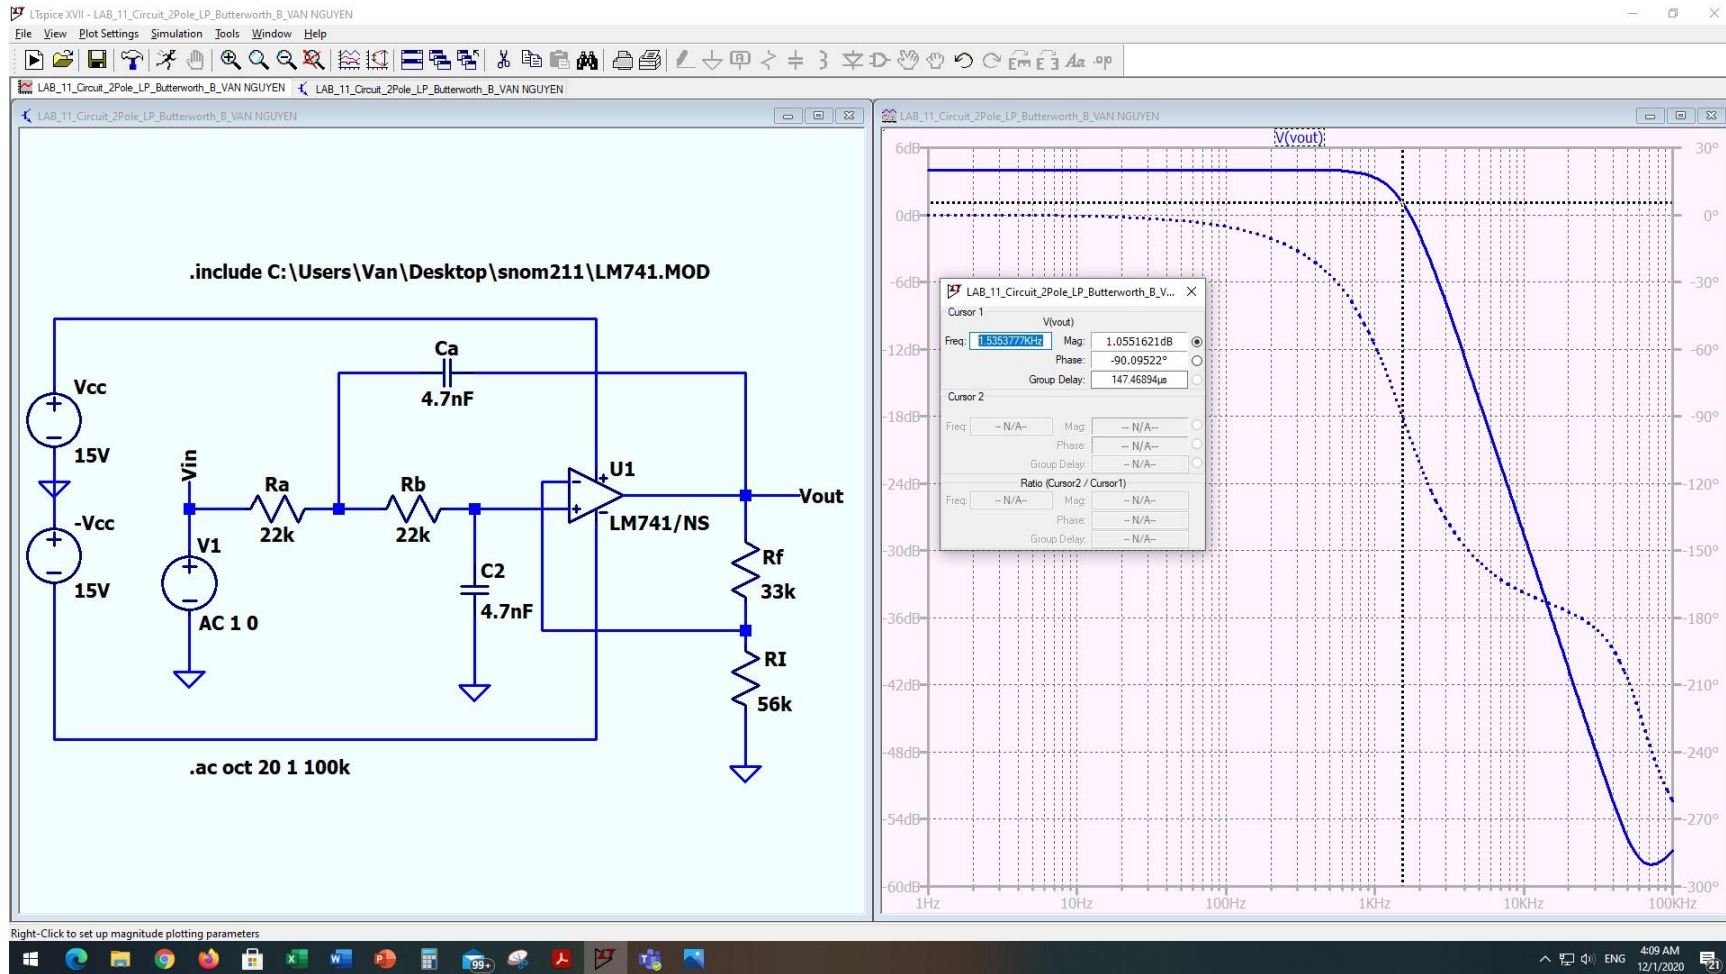 LTspice XVII - LAB_11_Circuit_2Pole_LP_Butterworth_B_VAN NGUYEN
File View Plot Settings Simulation Tools Window Help
LAB_11_Circuit_2Pole_LP_Butterworth_B_VAN NGUYEN LAB_11_Circuit_2Pole_LP_Butterworth_B_VAN NGUYEN
LAB_11_Circuit_2Pole_LP_Butterworth_B_VAN NGUYEN
.include C:\Users\Van\Desktop\snom211\LM741.MOD
Ca
4.7nF
Vcc
15V
-Vcc
15V
Vin
V1
AC 1 0
Ra
22k
Rb
22k
C2
4.7nF
U1
LM741/NS
Vout
Rf
33k
RI
56k
.ac oct 20 1 100k
LAB_11_Circuit_2Pole_LP_Butterworth_B_VAN NGUYEN
V(vout)
6dB
0dB
-6dB
-12dB
-18dB
-24dB
-30dB
-36dB
-42dB
-48dB
-54dB
-60dB
30°
0°
-30°
-60°
-90°
-120°
-150°
-180°
-210°
-240°
-270°
-300°
1Hz 10Hz 100Hz 1KHz 10KHz 100KHz
LAB_11_Circuit_2Pole_LP_Butterworth_B_V...
Cursor 1
V(vout)
Freq: 1.5353777KHz Mag: 1.0551621dB
Phase: -90.09522°
Group Delay: 147.46894µs
Cursor 2
Freq: -- N/A-- Mag: -- N/A--
Phase: -- N/A--
Group Delay: -- N/A--
Ratio (Cursor2 / Cursor1)
Freq: -- N/A-- Mag: -- N/A--
Phase: -- N/A--
Group Delay: -- N/A--
Right-Click to set up magnitude plotting parameters
99+
ENG
4:09 AM
12/1/2020
21